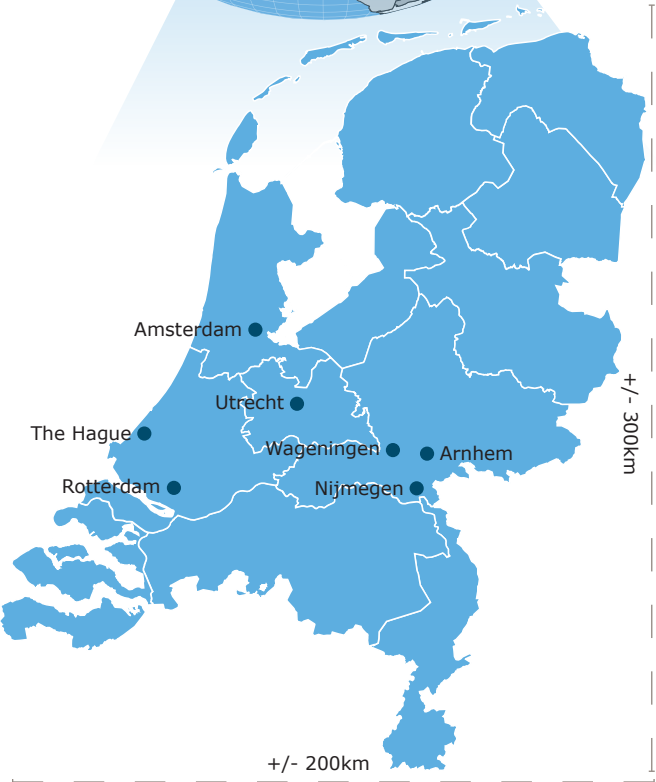 Amsterdam
Utrecht
The Hague
Wageningen
Arnhem
Rotterdam
Nijmegen
+/- 300km
+/- 200km